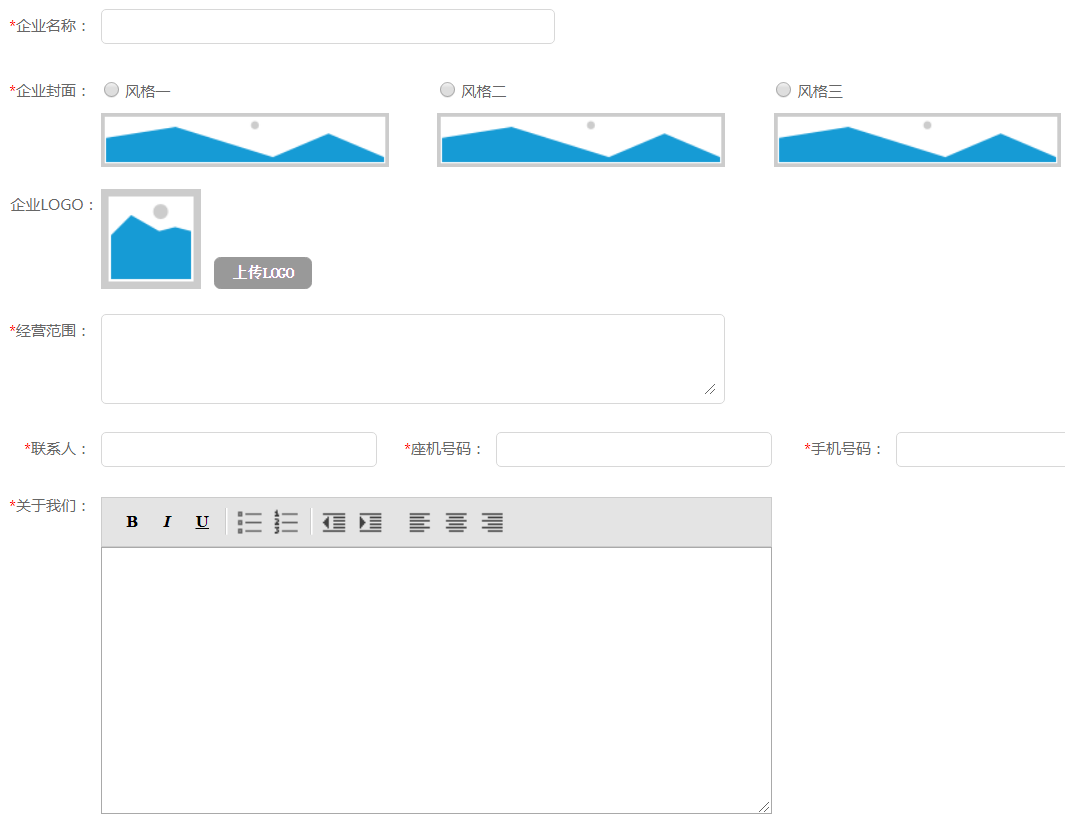 *企业名称：
*企业封面： 风格一 风格二 风格三
企业LOGO：
上传LOGO
*经营范围：
*联系人： *座机号码： *手机号码：
*关于我们：
B I U